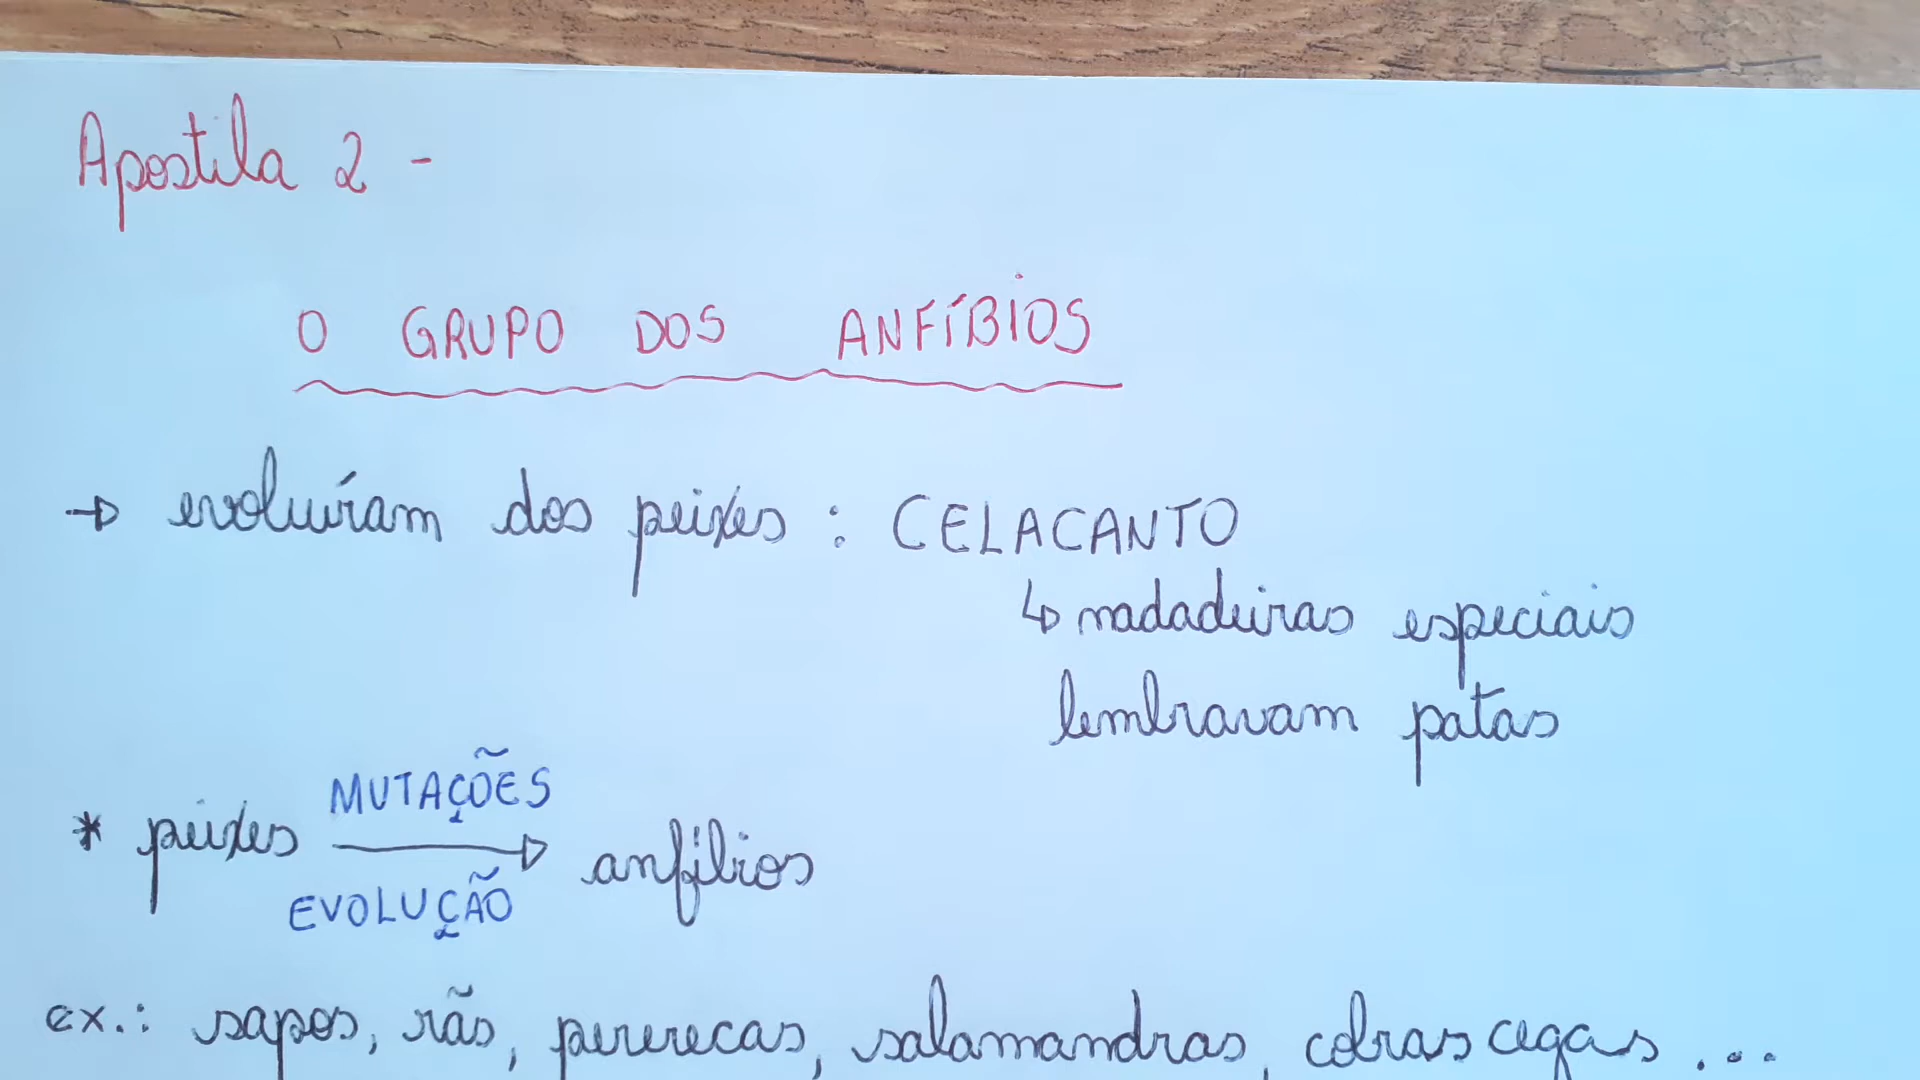 Apostila 2 -
O GRUPO DOS ANFÍBIOS
→ evoluíram dos peixes : CELACANTO
↳ nadadeiras especiais
lembravam patas
MUTAÇÕES
* peixes → anfíbios
EVOLUÇÃO
ex.: sapos, rãs, pererecas, salamandras, cobras cegas ...